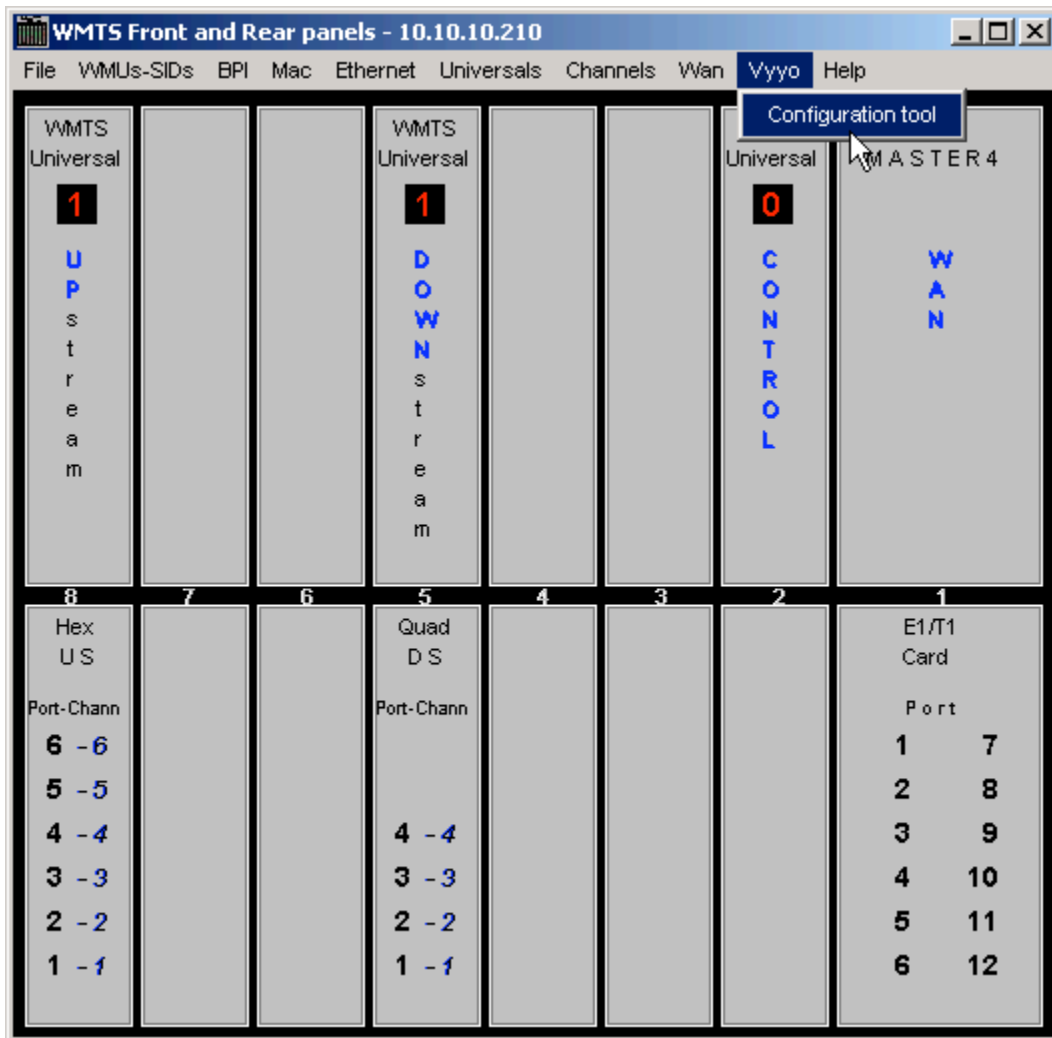 WMTS Front and Rear panels - 10.10.10.210
File WMUs-SIDs BPI Mac Ethernet Universals Channels Wan Vyyo Help
Configuration tool
WMTS
Universal
1
UPstream
WMTS
Universal
1
DOWNstream
Universal
0
CONTROL
MASTER4
WAN
8 7 6 5 4 3 2 1
Hex
US
Port-Chann
6 -6
5 -5
4 -4
3 -3
2 -2
1 -1
Quad
DS
Port-Chann
4 -4
3 -3
2 -2
1 -1
E1/T1
Card
Port
1 7
2 8
3 9
4 10
5 11
6 12